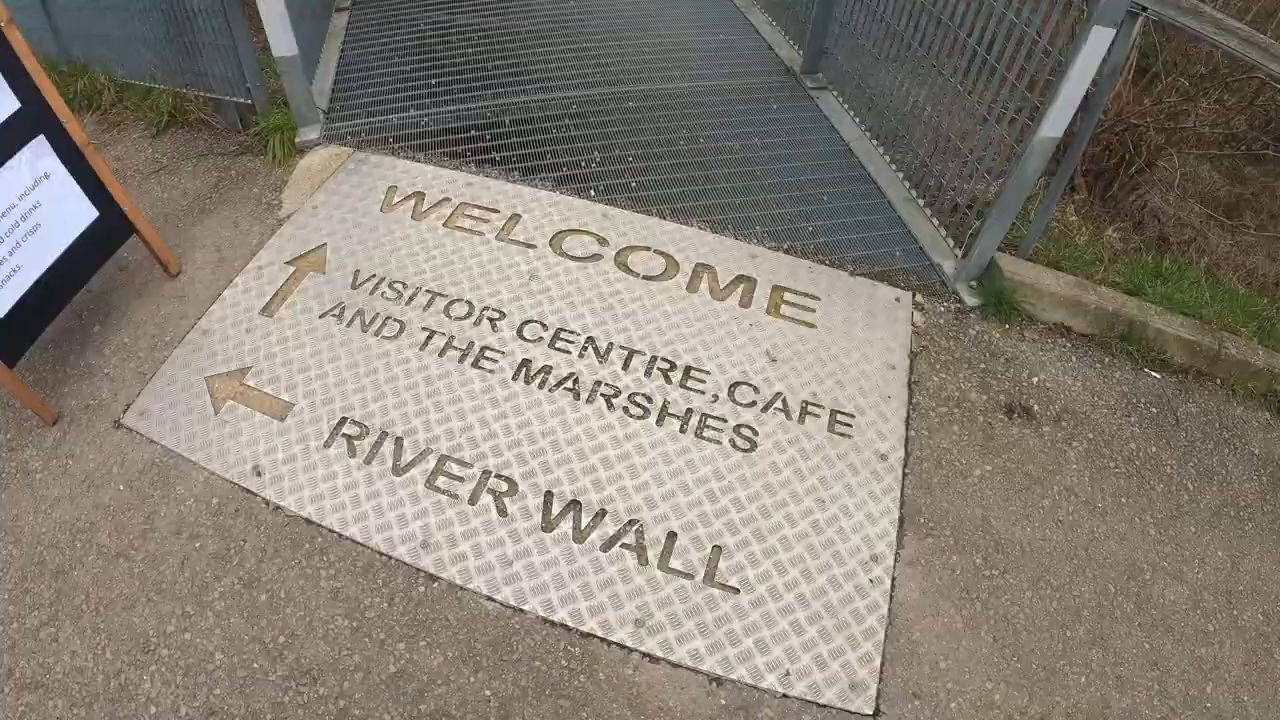 WELCOME
VISITOR CENTRE, CAFE
AND THE MARSHES
RIVER WALL
menu, including.
cold drinks
and crisps
snacks.